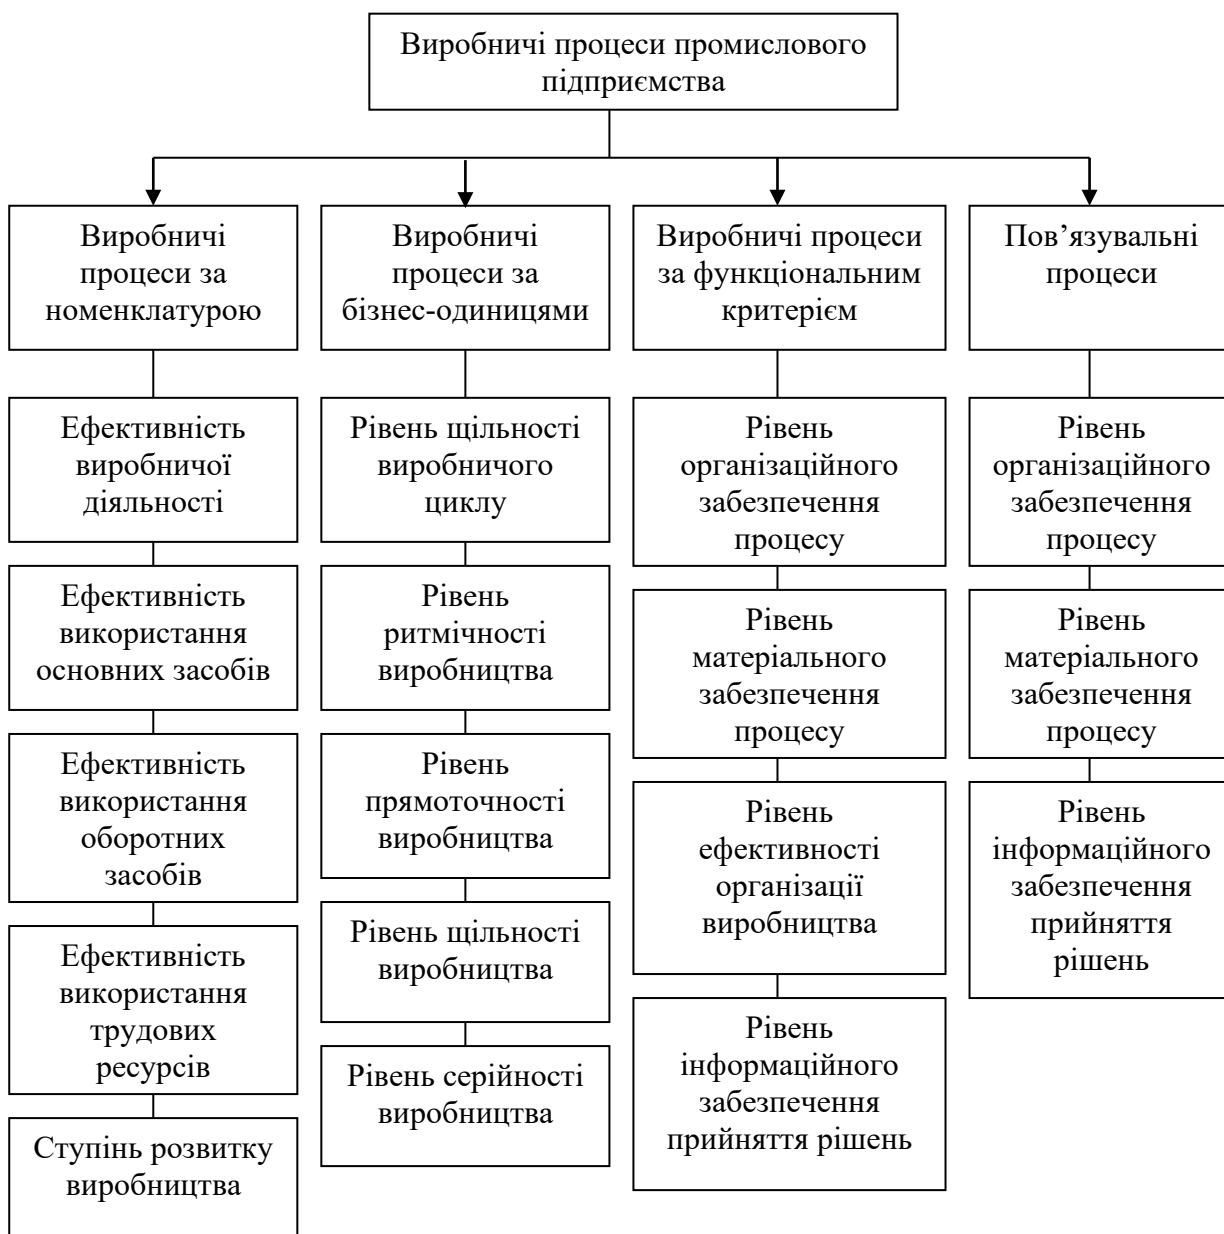 Виробничі процеси промислового
підприємства
Виробничі
процеси за
номенклатурою
Ефективність
виробничої
діяльності
Ефективність
використання
основних засобів
Ефективність
використання
оборотних
засобів
Ефективність
використання
трудових
ресурсів
Ступінь розвитку
виробництва
Виробничі
процеси за
бізнес-одиницями
Рівень щільності
виробничого
циклу
Рівень
ритмічності
виробництва
Рівень
прямоточності
виробництва
Рівень щільності
виробництва
Рівень серійності
виробництва
Виробничі процеси
за функціональним
критерієм
Рівень
організаційного
забезпечення
процесу
Рівень
матеріального
забезпечення
процесу
Рівень
ефективності
організації
виробництва
Рівень
інформаційного
забезпечення
прийняття рішень
Пов’язувальні
процеси
Рівень
організаційного
забезпечення
процесу
Рівень
матеріального
забезпечення
процесу
Рівень
інформаційного
забезпечення
прийняття
рішень